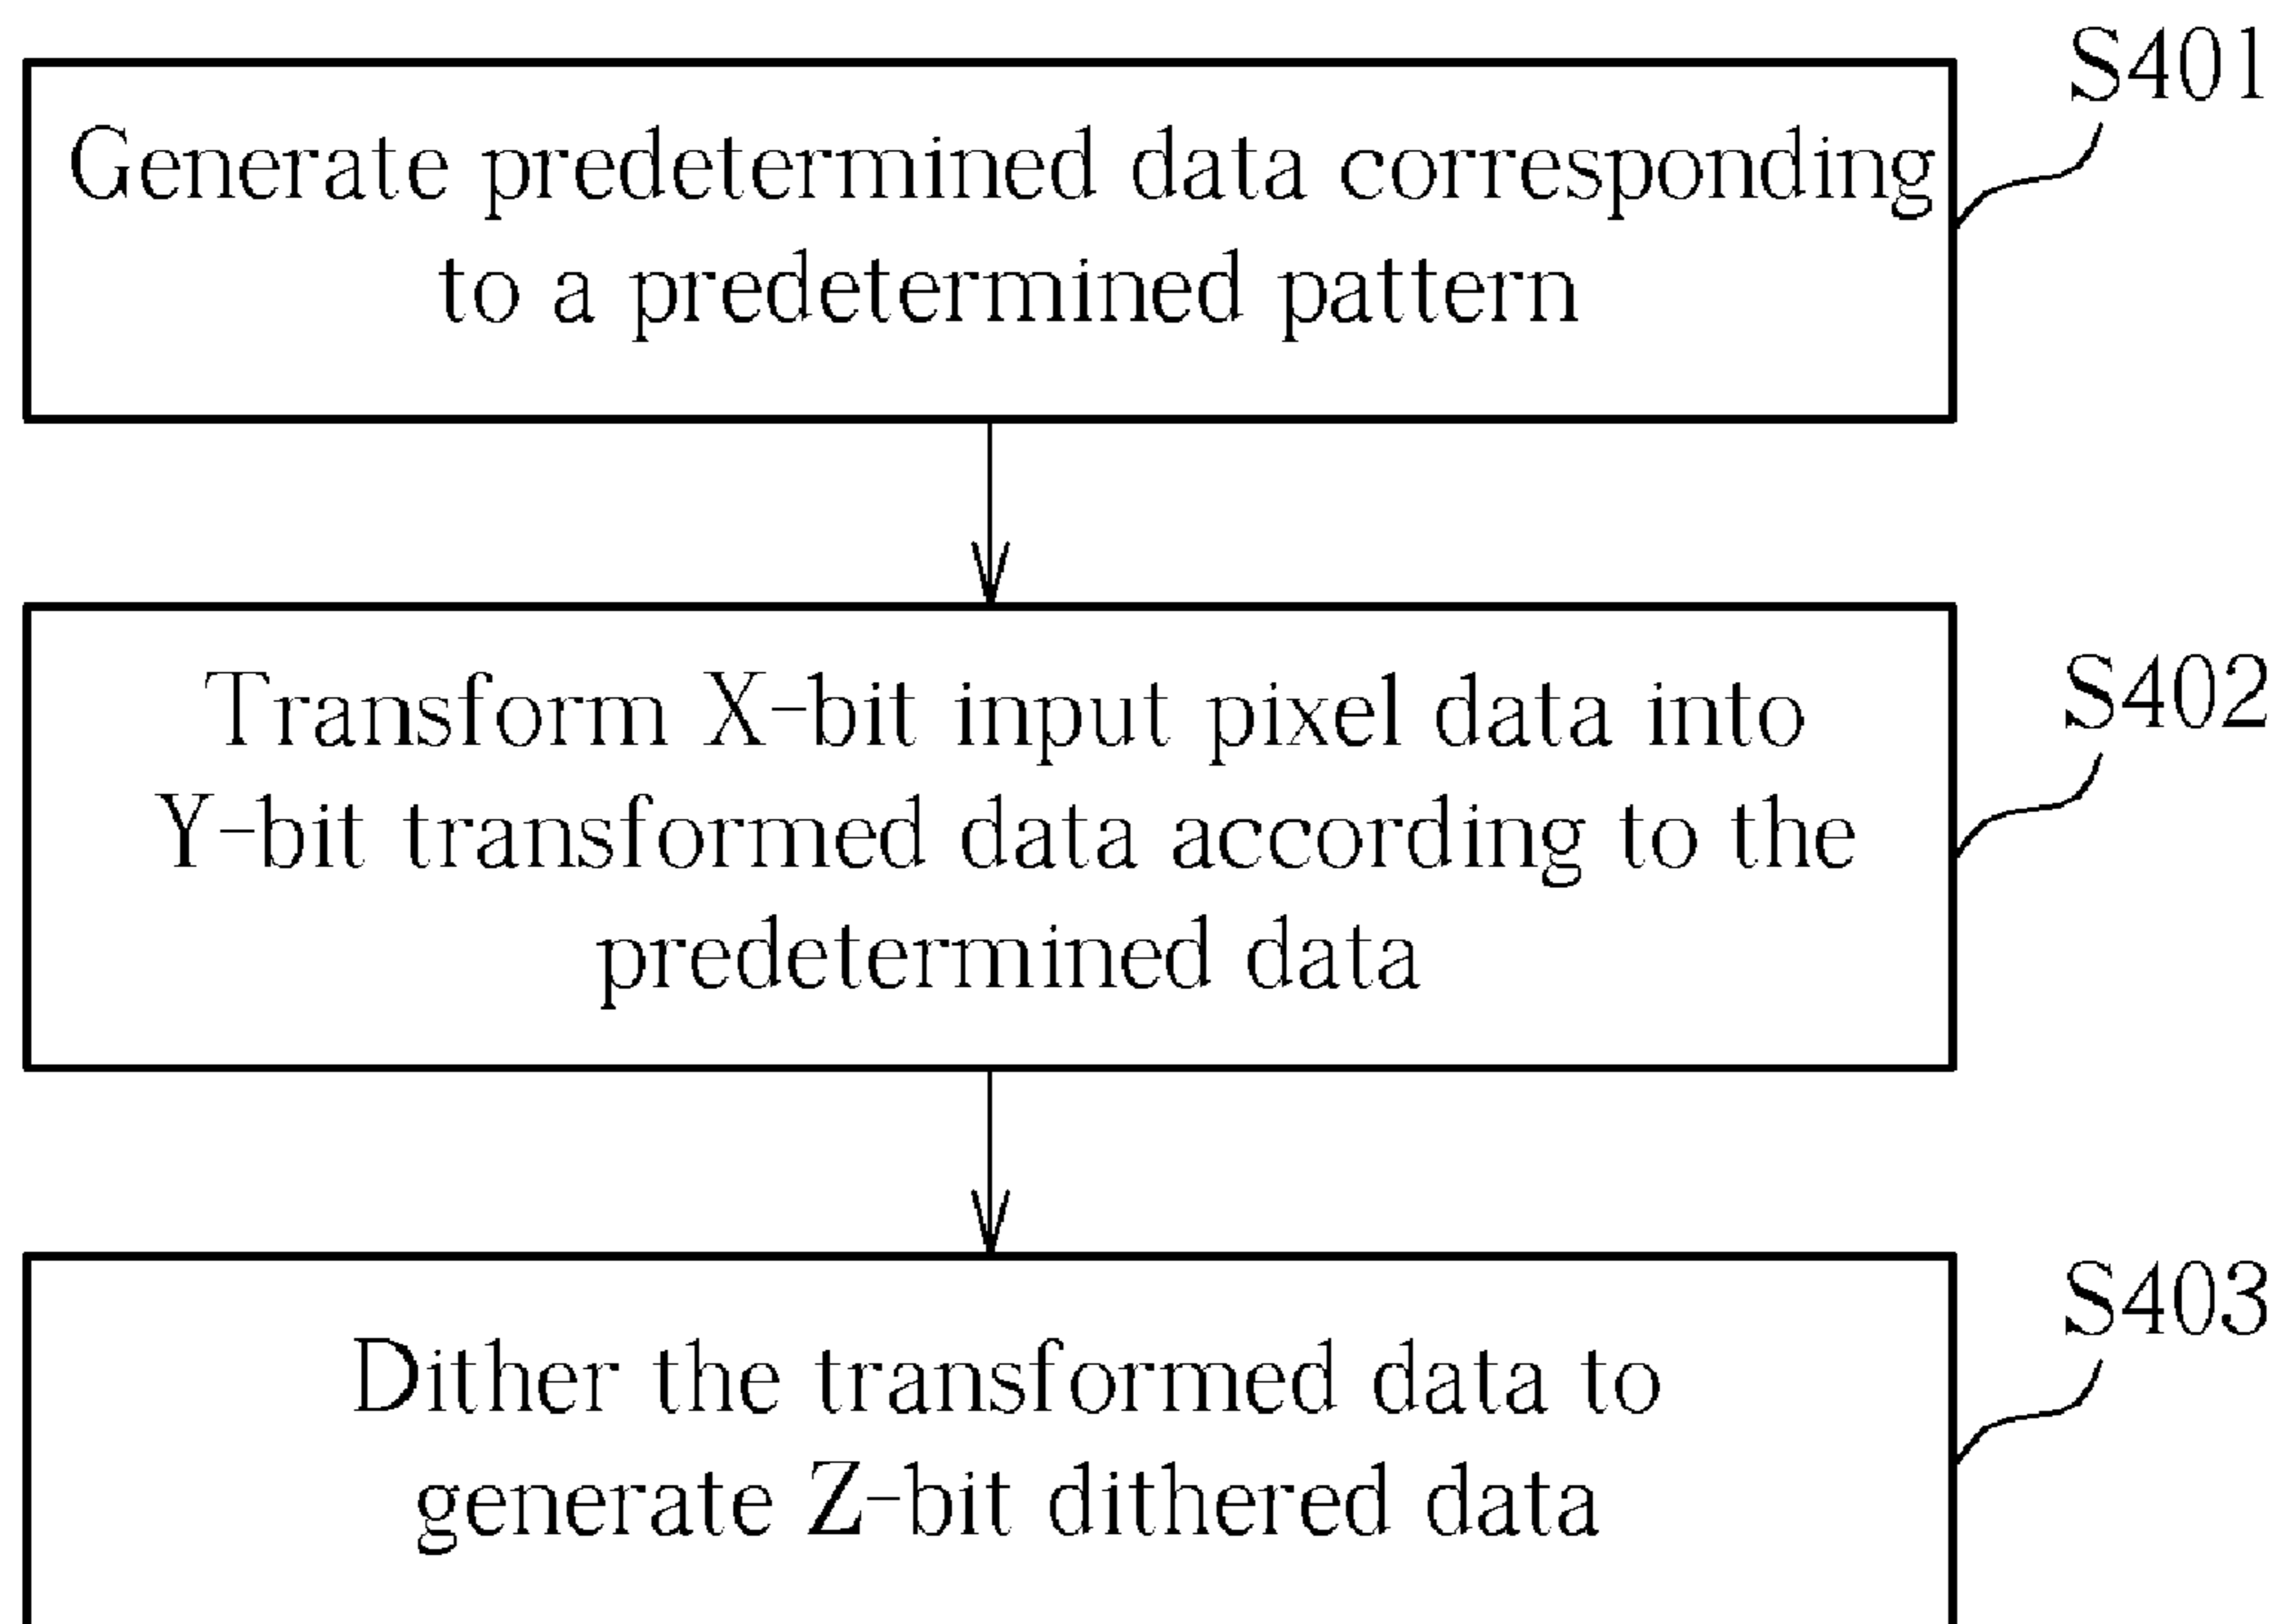 S401
Generate predetermined data corresponding
to a predetermined pattern
S402
Transform X-bit input pixel data into
Y-bit transformed data according to the
predetermined data
S403
Dither the transformed data to
generate Z-bit dithered data